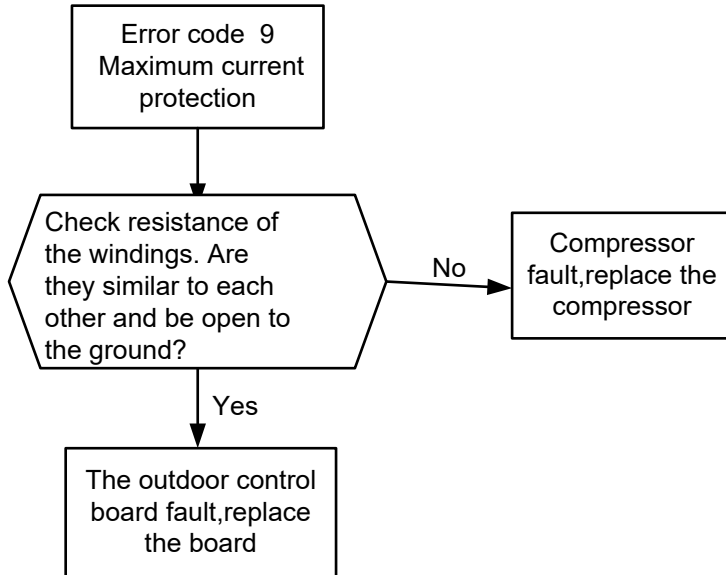 Error code 9
Maximum current
protection
Check resistance of
the windings. Are
they similar to each
other and be open to
the ground?
No
Compressor
fault,replace the
compressor
Yes
The outdoor control
board fault,replace
the board